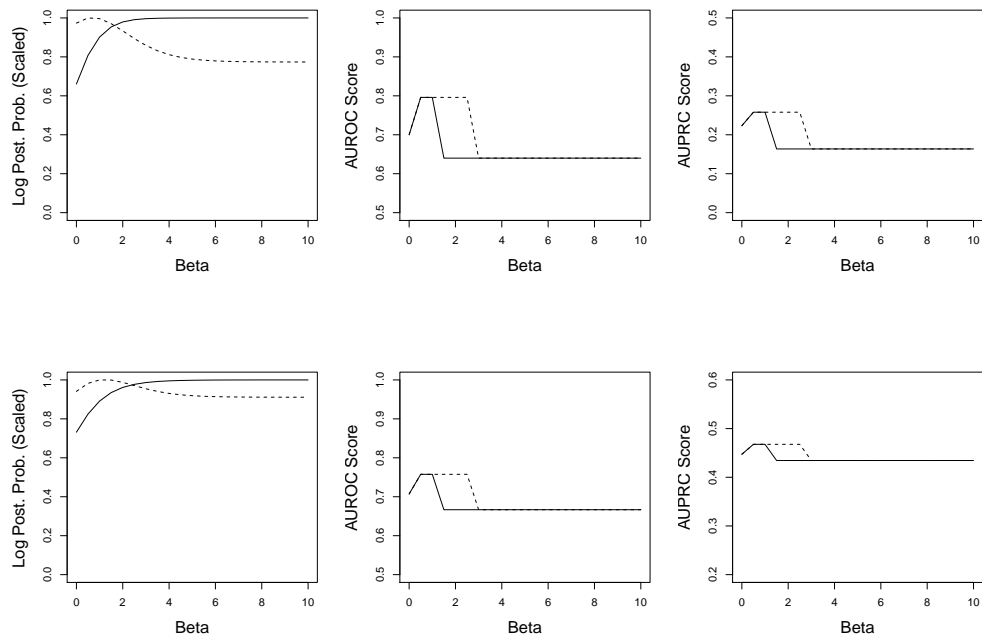 Log Post. Prob. (Scaled)
0.0 0.2 0.4 0.6 0.8 1.0
0 2 4 6 8 10
Beta
AUROC Score
0.5 0.6 0.7 0.8 0.9 1.0
0 2 4 6 8 10
Beta
AUPRC Score
0.0 0.1 0.2 0.3 0.4 0.5
0 2 4 6 8 10
Beta
Log Post. Prob. (Scaled)
0.0 0.2 0.4 0.6 0.8 1.0
0 2 4 6 8 10
Beta
AUROC Score
0.5 0.6 0.7 0.8 0.9 1.0
0 2 4 6 8 10
Beta
AUPRC Score
0.2 0.3 0.4 0.5 0.6
0 2 4 6 8 10
Beta